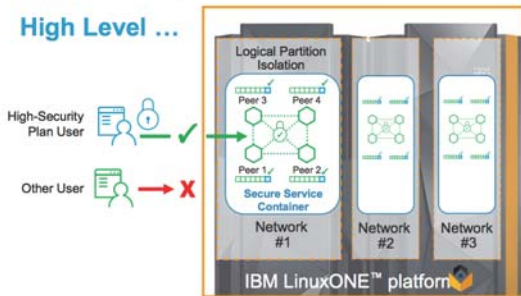 High Level ...
Logical Partition
Isolation
Peer 3
Peer 4
High-Security
Plan User
Peer 1
Peer 2
Other User
X
Secure Service
Container
Network
#1
Network
#2
Network
#3
IBM LinuxONE™ platform